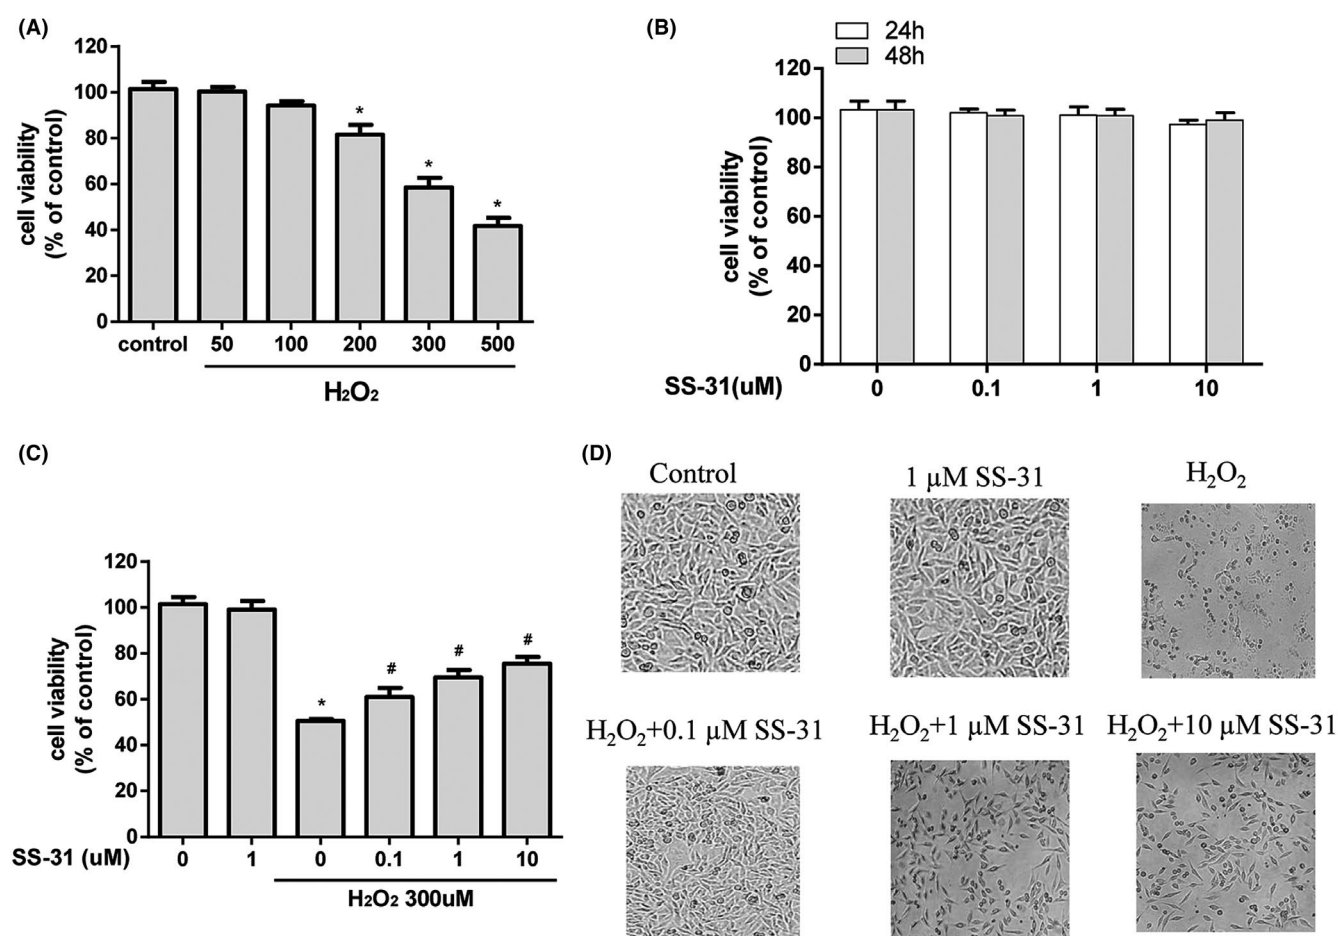 (A)
120
100
80
60
40
20
0
cell viability
(% of control)
*
*
*
control 50 100 200 300 500
H₂O₂
(B)
24h
48h
120
100
80
60
40
20
0
cell viability
(% of control)
SS-31(uM) 0 0.1 1 10
(C)
120
100
80
60
40
20
0
cell viability
(% of control)
*
#
#
#
SS-31 (uM) 0 1 0 0.1 1 10
H₂O₂ 300uM
(D)
Control
1 μM SS-31
H₂O₂
H₂O₂+0.1 μM SS-31
H₂O₂+1 μM SS-31
H₂O₂+10 μM SS-31